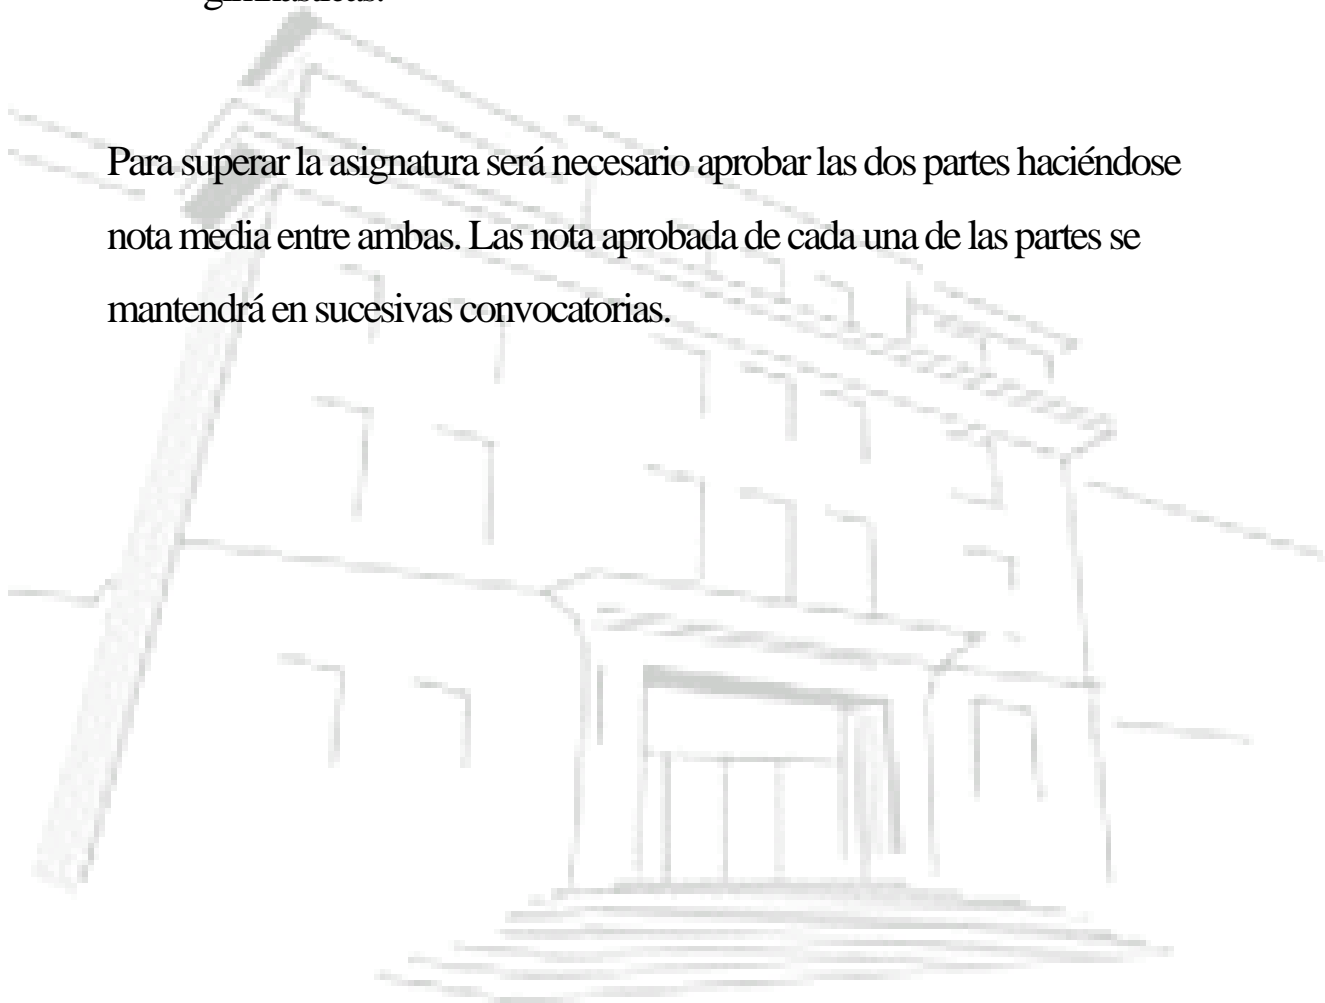 gimnásticas.
Para superar la asignatura será necesario aprobar las dos partes haciéndose
nota media entre ambas. Las nota aprobada de cada una de las partes se
mantendrá en sucesivas convocatorias.